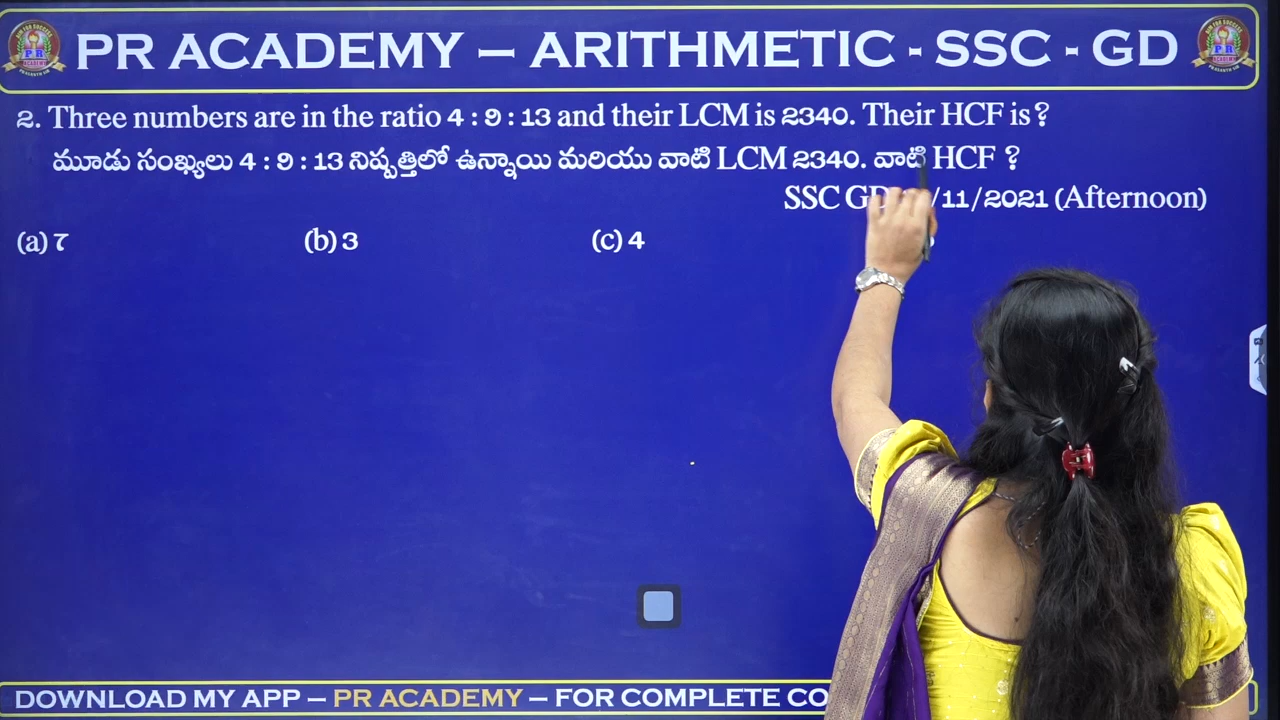 PR ACADEMY – ARITHMETIC - SSC - GD
2. Three numbers are in the ratio 4 : 9 : 13 and their LCM is 2340. Their HCF is ?
మూడు సంఖ్యలు 4 : 9 : 13 నిష్పత్తిలో ఉన్నాయి మరియు వాటి LCM 2340. వాటి HCF ?
SSC GD /11/2021 (Afternoon)
(a) 7 (b) 3 (c) 4
DOWNLOAD MY APP – PR ACADEMY – FOR COMPLETE